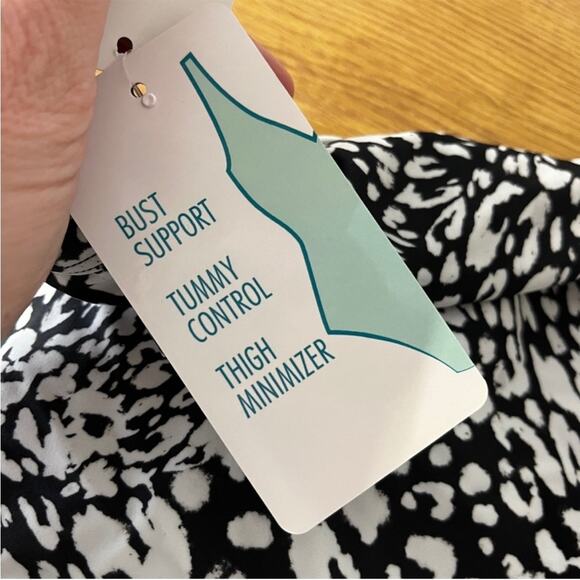 BUST
SUPPORT
TUMMY
CONTROL
THIGH
MINIMIZER